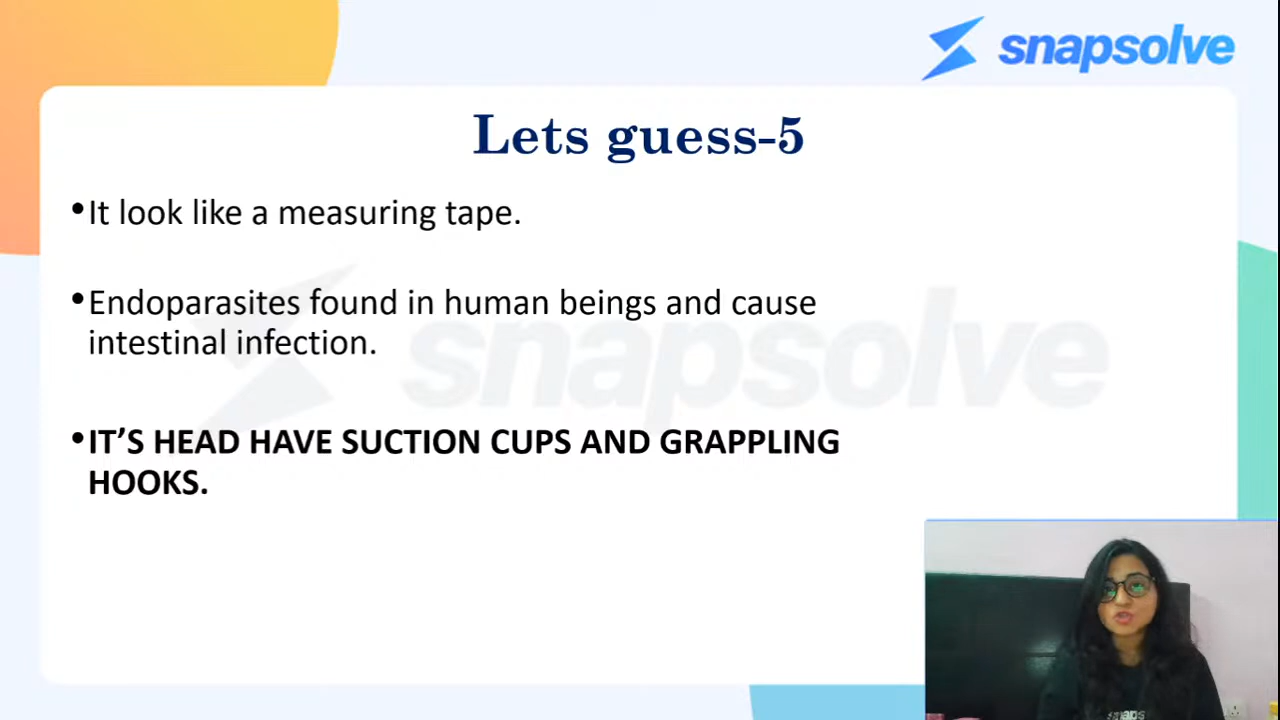 snapsolve
Lets guess-5
•It look like a measuring tape.
•Endoparasites found in human beings and cause
intestinal infection.
snapsolve
•IT’S HEAD HAVE SUCTION CUPS AND GRAPPLING
HOOKS.